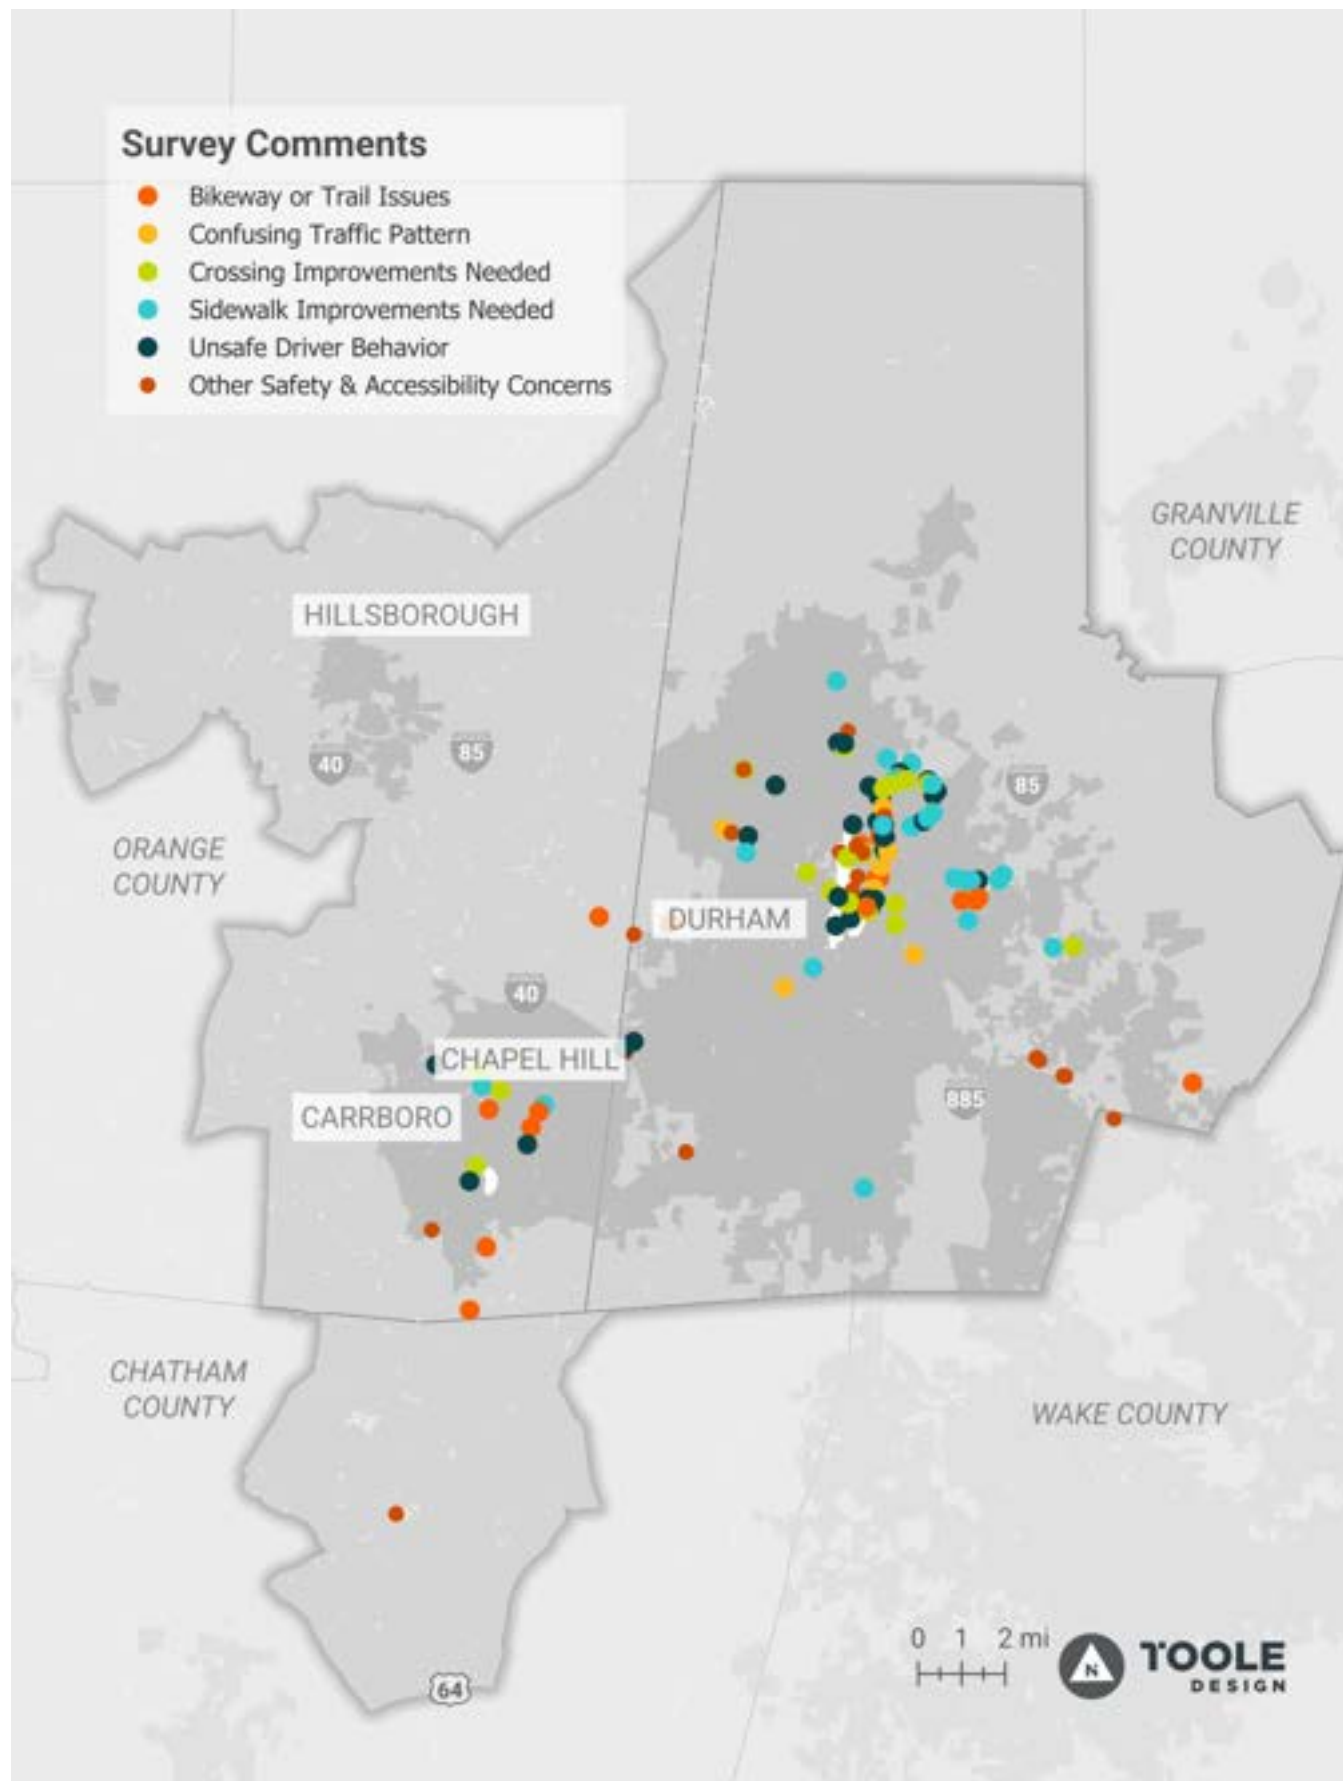 Survey Comments
Bikeway or Trail Issues
Confusing Traffic Pattern
Crossing Improvements Needed
Sidewalk Improvements Needed
Unsafe Driver Behavior
Other Safety & Accessibility Concerns
GRANVILLE
COUNTY
HILLSBOROUGH
40
85
85
ORANGE
COUNTY
DURHAM
40
CHAPEL HILL
CARRBORO
885
CHATHAM
COUNTY
WAKE COUNTY
0 1 2 mi
N
TOOLE
DESIGN
64